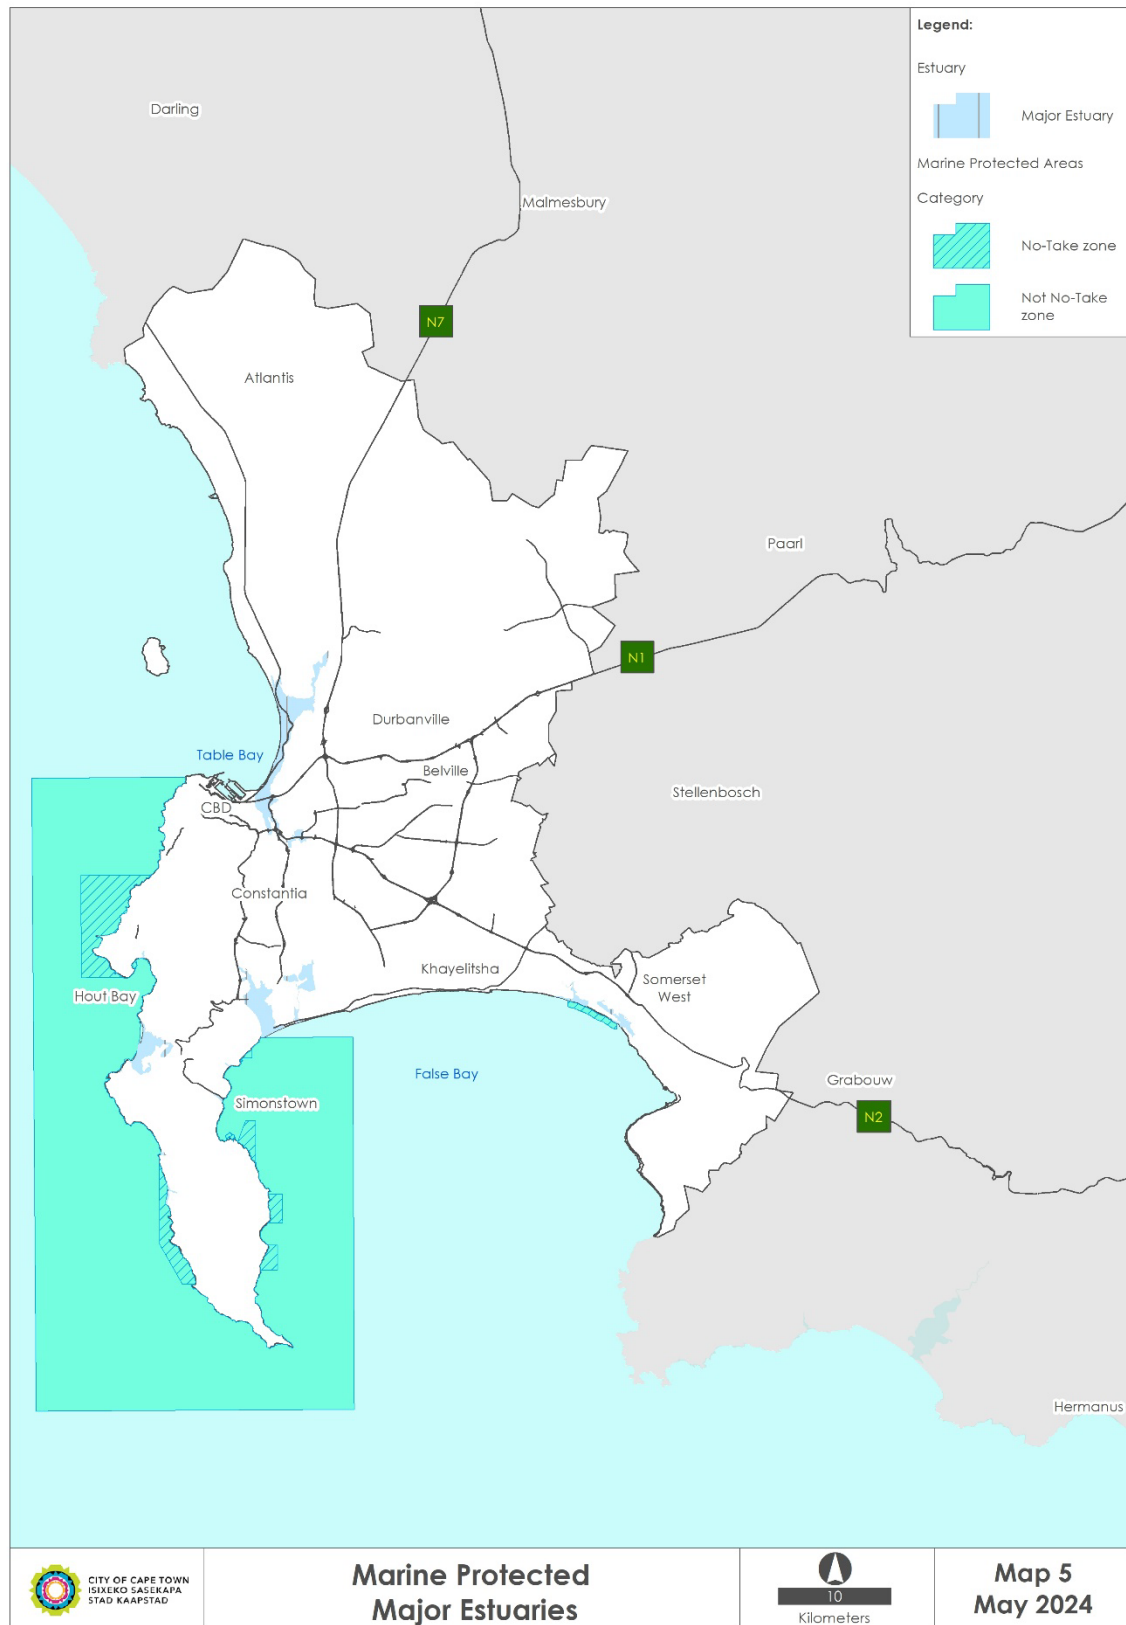 Legend:
Estuary
Major Estuary
Marine Protected Areas
Category
No-Take zone
Not No-Take
zone
Darling
Malmesbury
N7
Atlantis
Paarl
N1
Durbanville
Table Bay
Belville
Stellenbosch
CBD
Constantia
Khayelitsha
Somerset
West
Hout Bay
False Bay
Grabouw
Simonstown
N2
Hermanus
CITY OF CAPE TOWN
ISIXEKO SASEKAPA
STAD KAAPSTAD
Marine Protected
Major Estuaries
10
Kilometers
Map 5
May 2024